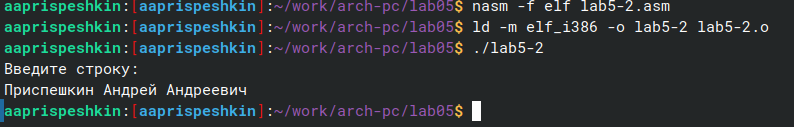 aaprispeshkin:[aaprispeshkin]:~/work/arch-pc/lab05$ nasm -f elf lab5-2.asm
aaprispeshkin:[aaprispeshkin]:~/work/arch-pc/lab05$ ld -m elf_i386 -o lab5-2 lab5-2.o
aaprispeshkin:[aaprispeshkin]:~/work/arch-pc/lab05$ ./lab5-2
Введите строку:
Приспешкин Андрей Андреевич
aaprispeshkin:[aaprispeshkin]:~/work/arch-pc/lab05$